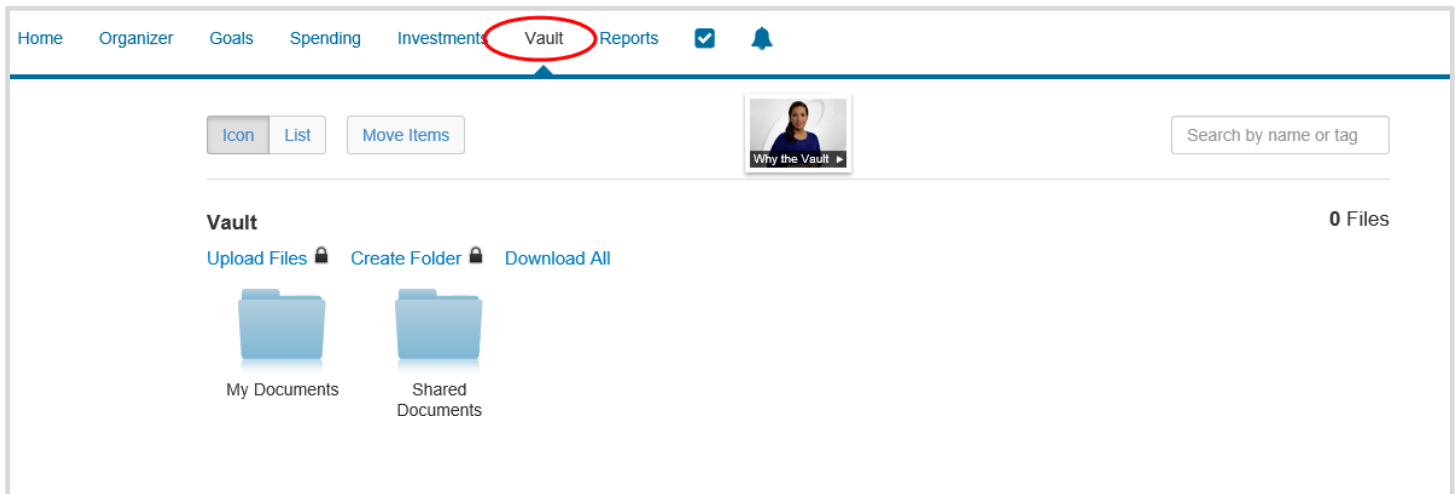 Home Organizer Goals Spending Investments Vault Reports
Icon List Move Items
Why the Vault
Search by name or tag
Vault
0 Files
Upload Files Create Folder Download All
My Documents
Shared
Documents